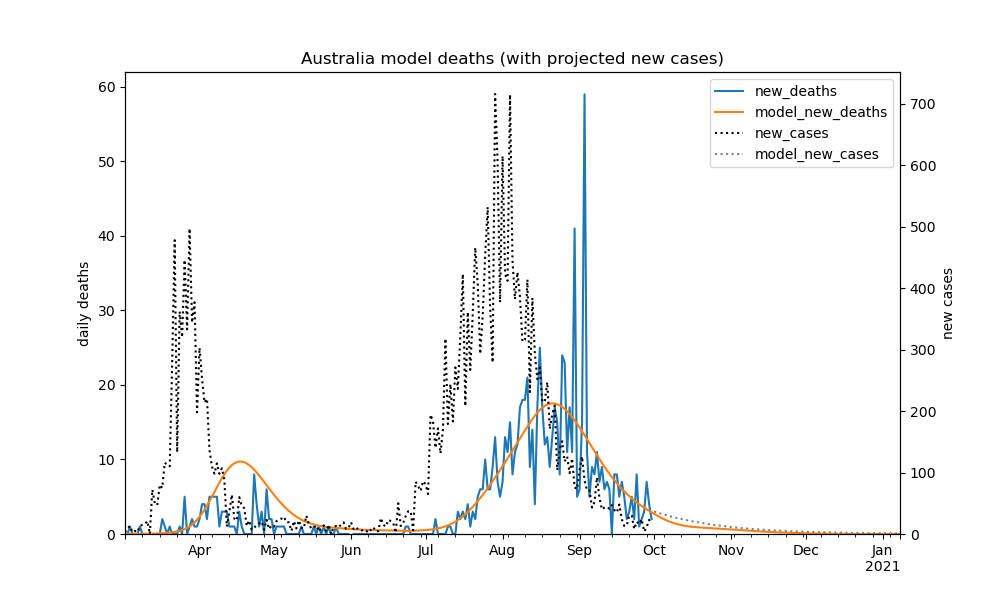 Australia model deaths (with projected new cases)
new_deaths
model_new_deaths
new_cases
model_new_cases
daily deaths
new cases
60
50
40
30
20
10
0
700
600
500
400
300
200
100
0
Apr
May
Jun
Jul
Aug
Sep
Oct
Nov
Dec
Jan
2021